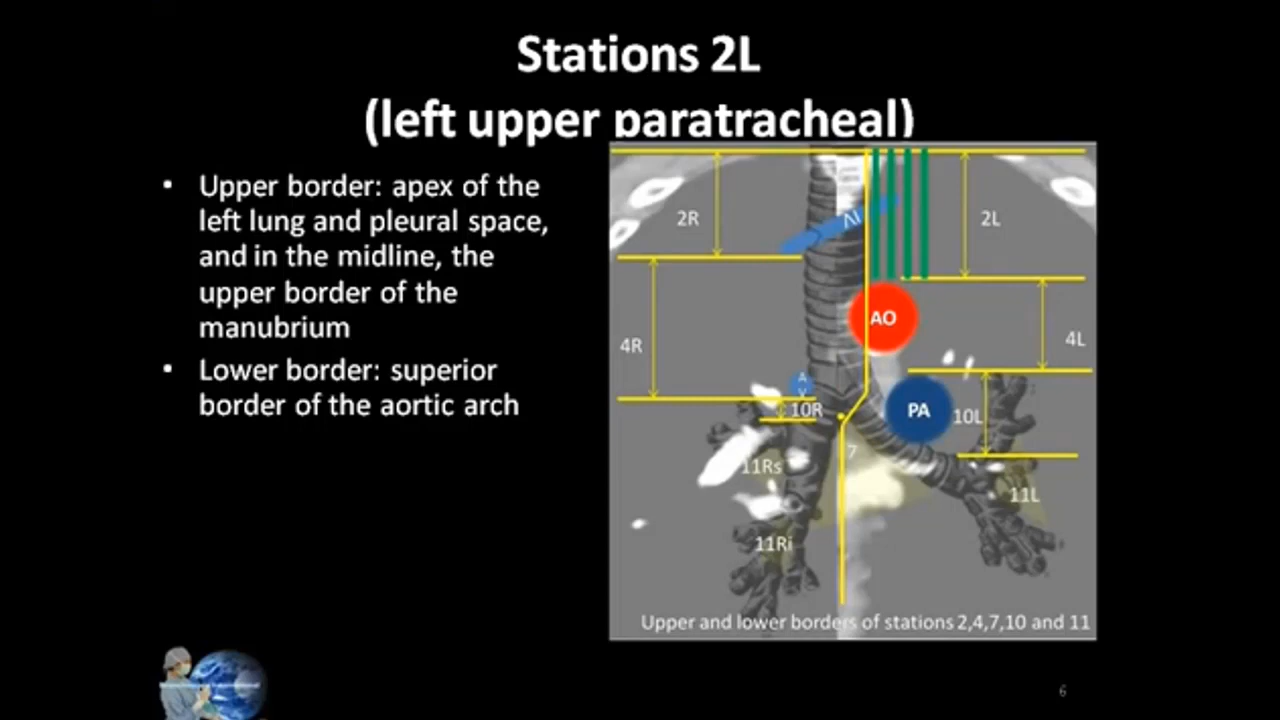 Stations 2L
(left upper paratracheal)
• Upper border: apex of the
left lung and pleural space,
and in the midline, the
upper border of the
manubrium
• Lower border: superior
border of the aortic arch
2R
2L
AO
4R
4L
A
V
10R
PA
10L
7
11Rs
11L
11Ri
Upper and lower borders of stations 2,4,7,10 and 11
6